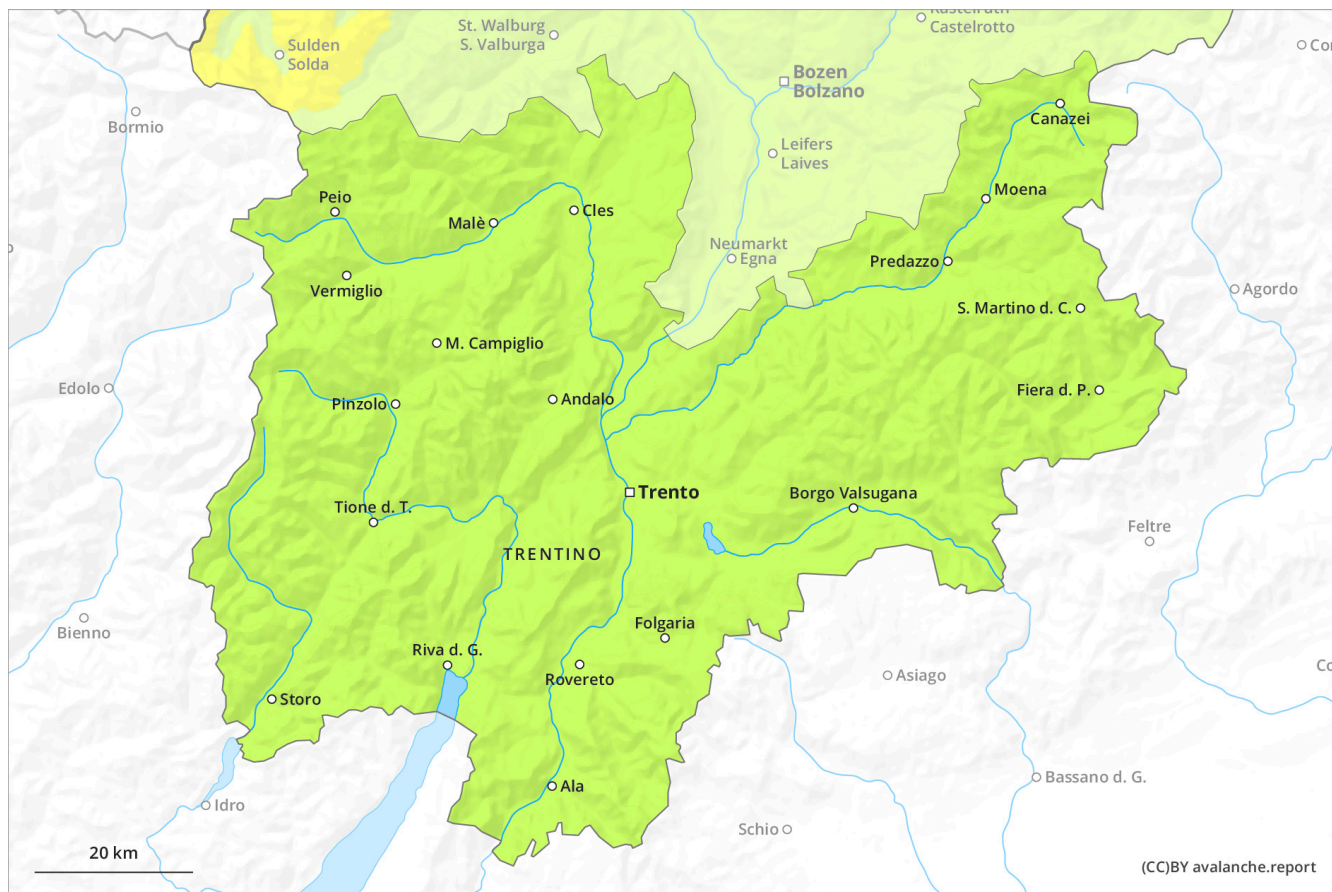 Kastelruth
Castelrotto
St. Walburg
S. Valburga
Sulden
Solda
Cor
Bozen
Bolzano
Bormio
Canazei
Leifers
Laives
Peio
Malè
Cles
Moena
Neumarkt
Egna
Predazzo
Vermiglio
Agordo
S. Martino d. C.
M. Campiglio
Edolo
Pinzolo
Andalo
Fiera d. P.
Trento
Borgo Valsugana
Tione d. T.
Feltre
TRENTINO
Bienno
Folgaria
Riva d. G.
Rovereto
Asiago
Co
Storo
Ala
Bassano d. G.
Idro
Schio
20 km
(CC)BY avalanche.report